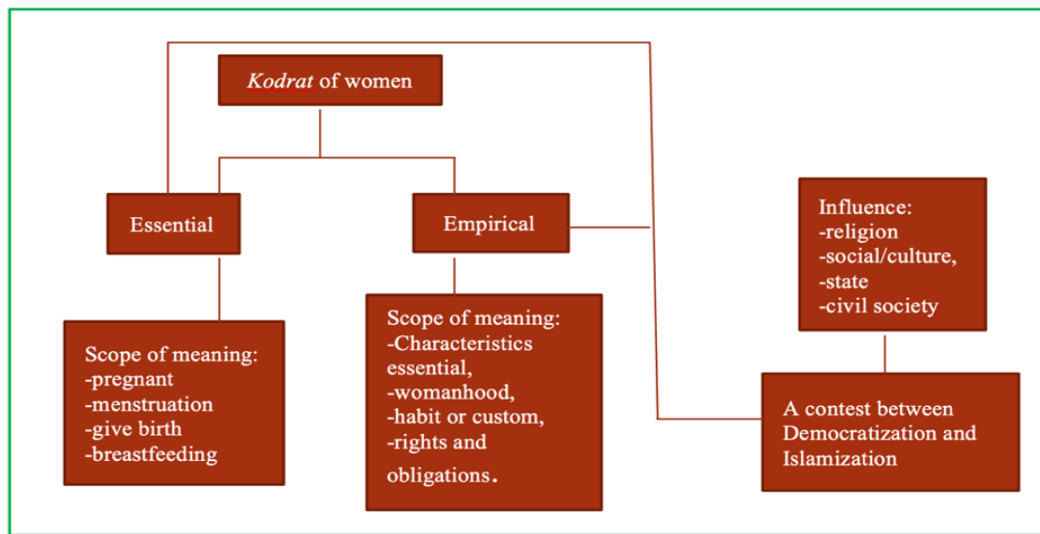 Kodrat of women
Essential
Empirical
Influence:
-religion
-social/culture,
-state
-civil society
Scope of meaning:
-pregnant
-menstruation
-give birth
-breastfeeding
Scope of meaning:
-Characteristics
essential,
-womanhood,
-habit or custom,
-rights and
obligations.
A contest between
Democratization and
Islamization